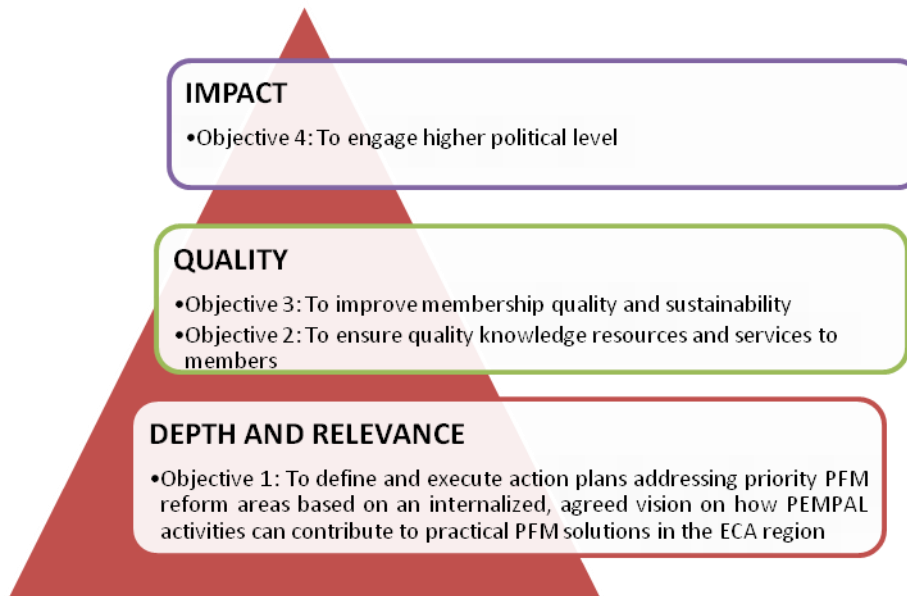 IMPACT
•Objective 4: To engage higher political level
QUALITY
•Objective 3: To improve membership quality and sustainability
•Objective 2: To ensure quality knowledge resources and services to
members
DEPTH AND RELEVANCE
•Objective 1: To define and execute action plans addressing priority PFM
reform areas based on an internalized, agreed vision on how PEMPAL
activities can contribute to practical PFM solutions in the ECA region